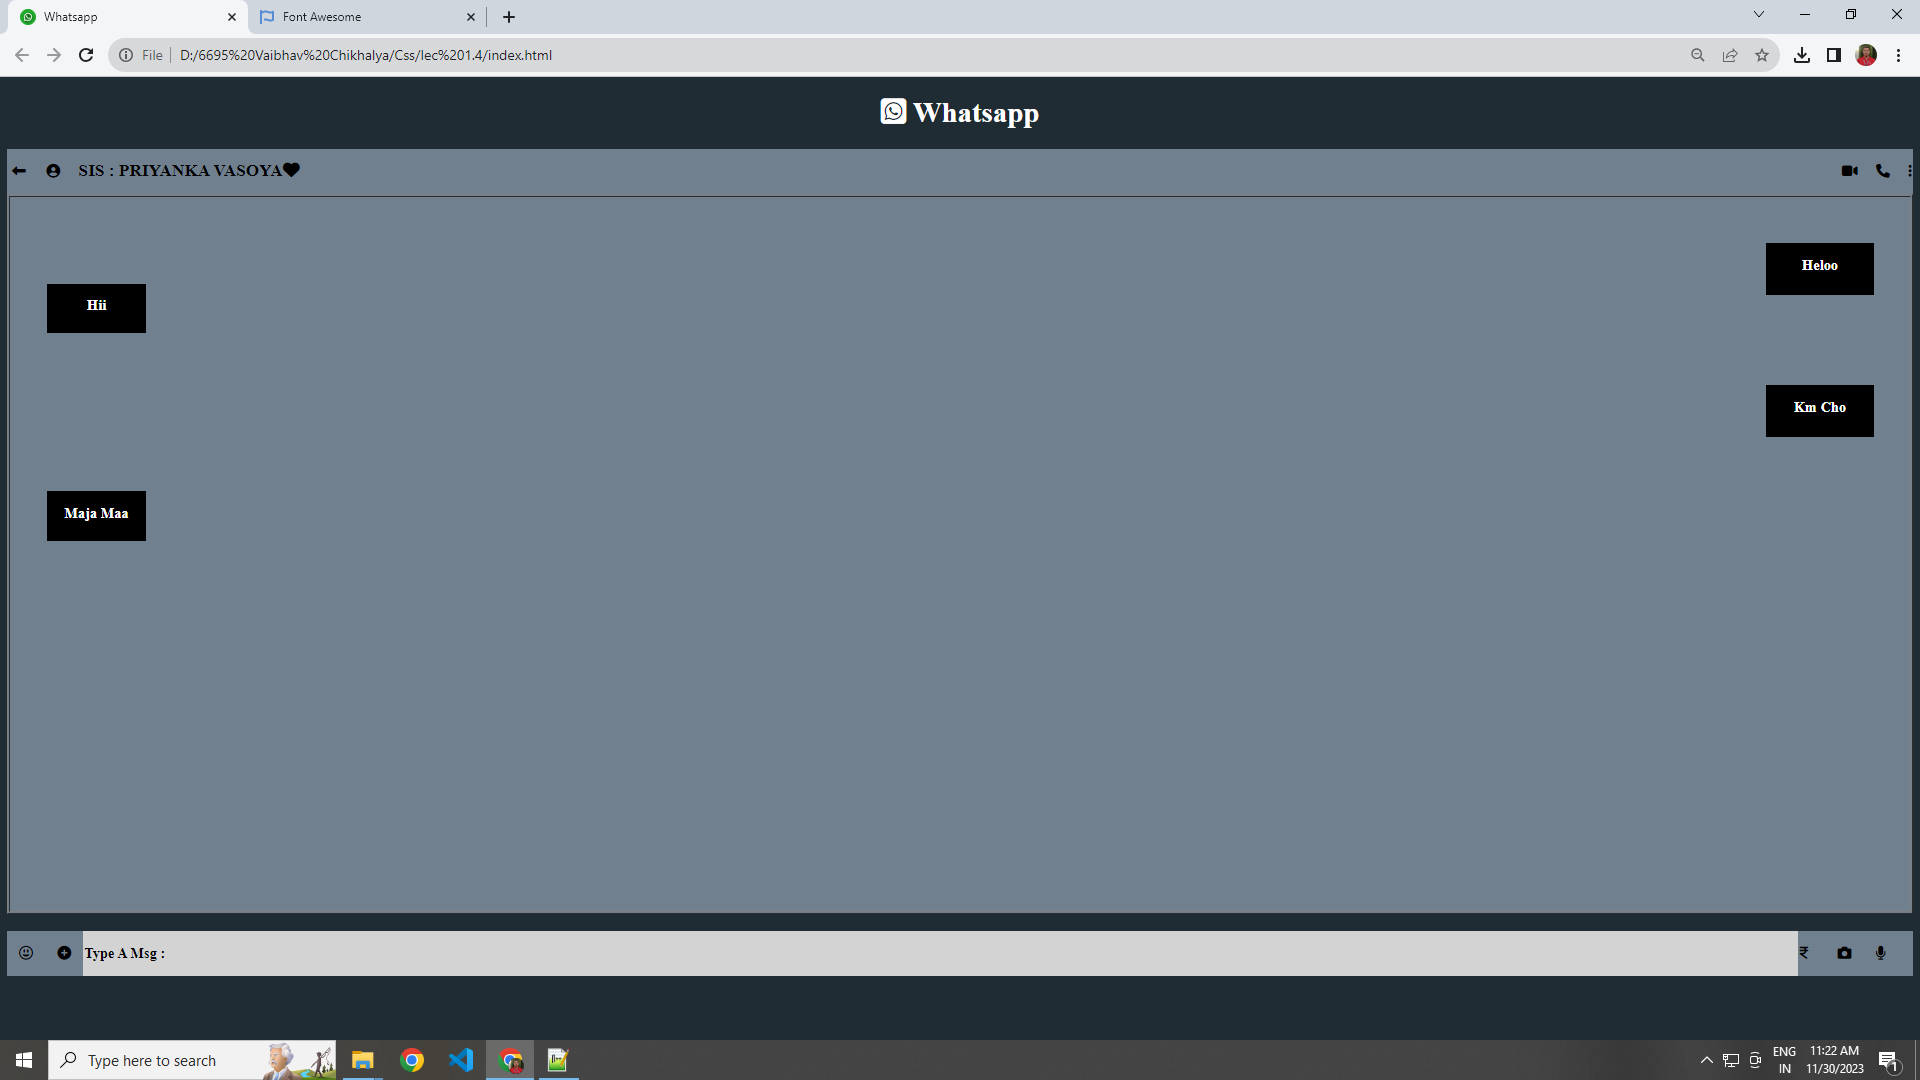 Whatsapp
Font Awesome
File
D:/6695%20Vaibhav%20Chikhalya/Css/lec%201.4/index.html
Whatsapp
SIS : PRIYANKA VASOYA
Heloo
Hii
Km Cho
Maja Maa
Type A Msg :
₹
Type here to search
ENG
IN
11:22 AM
11/30/2023
1